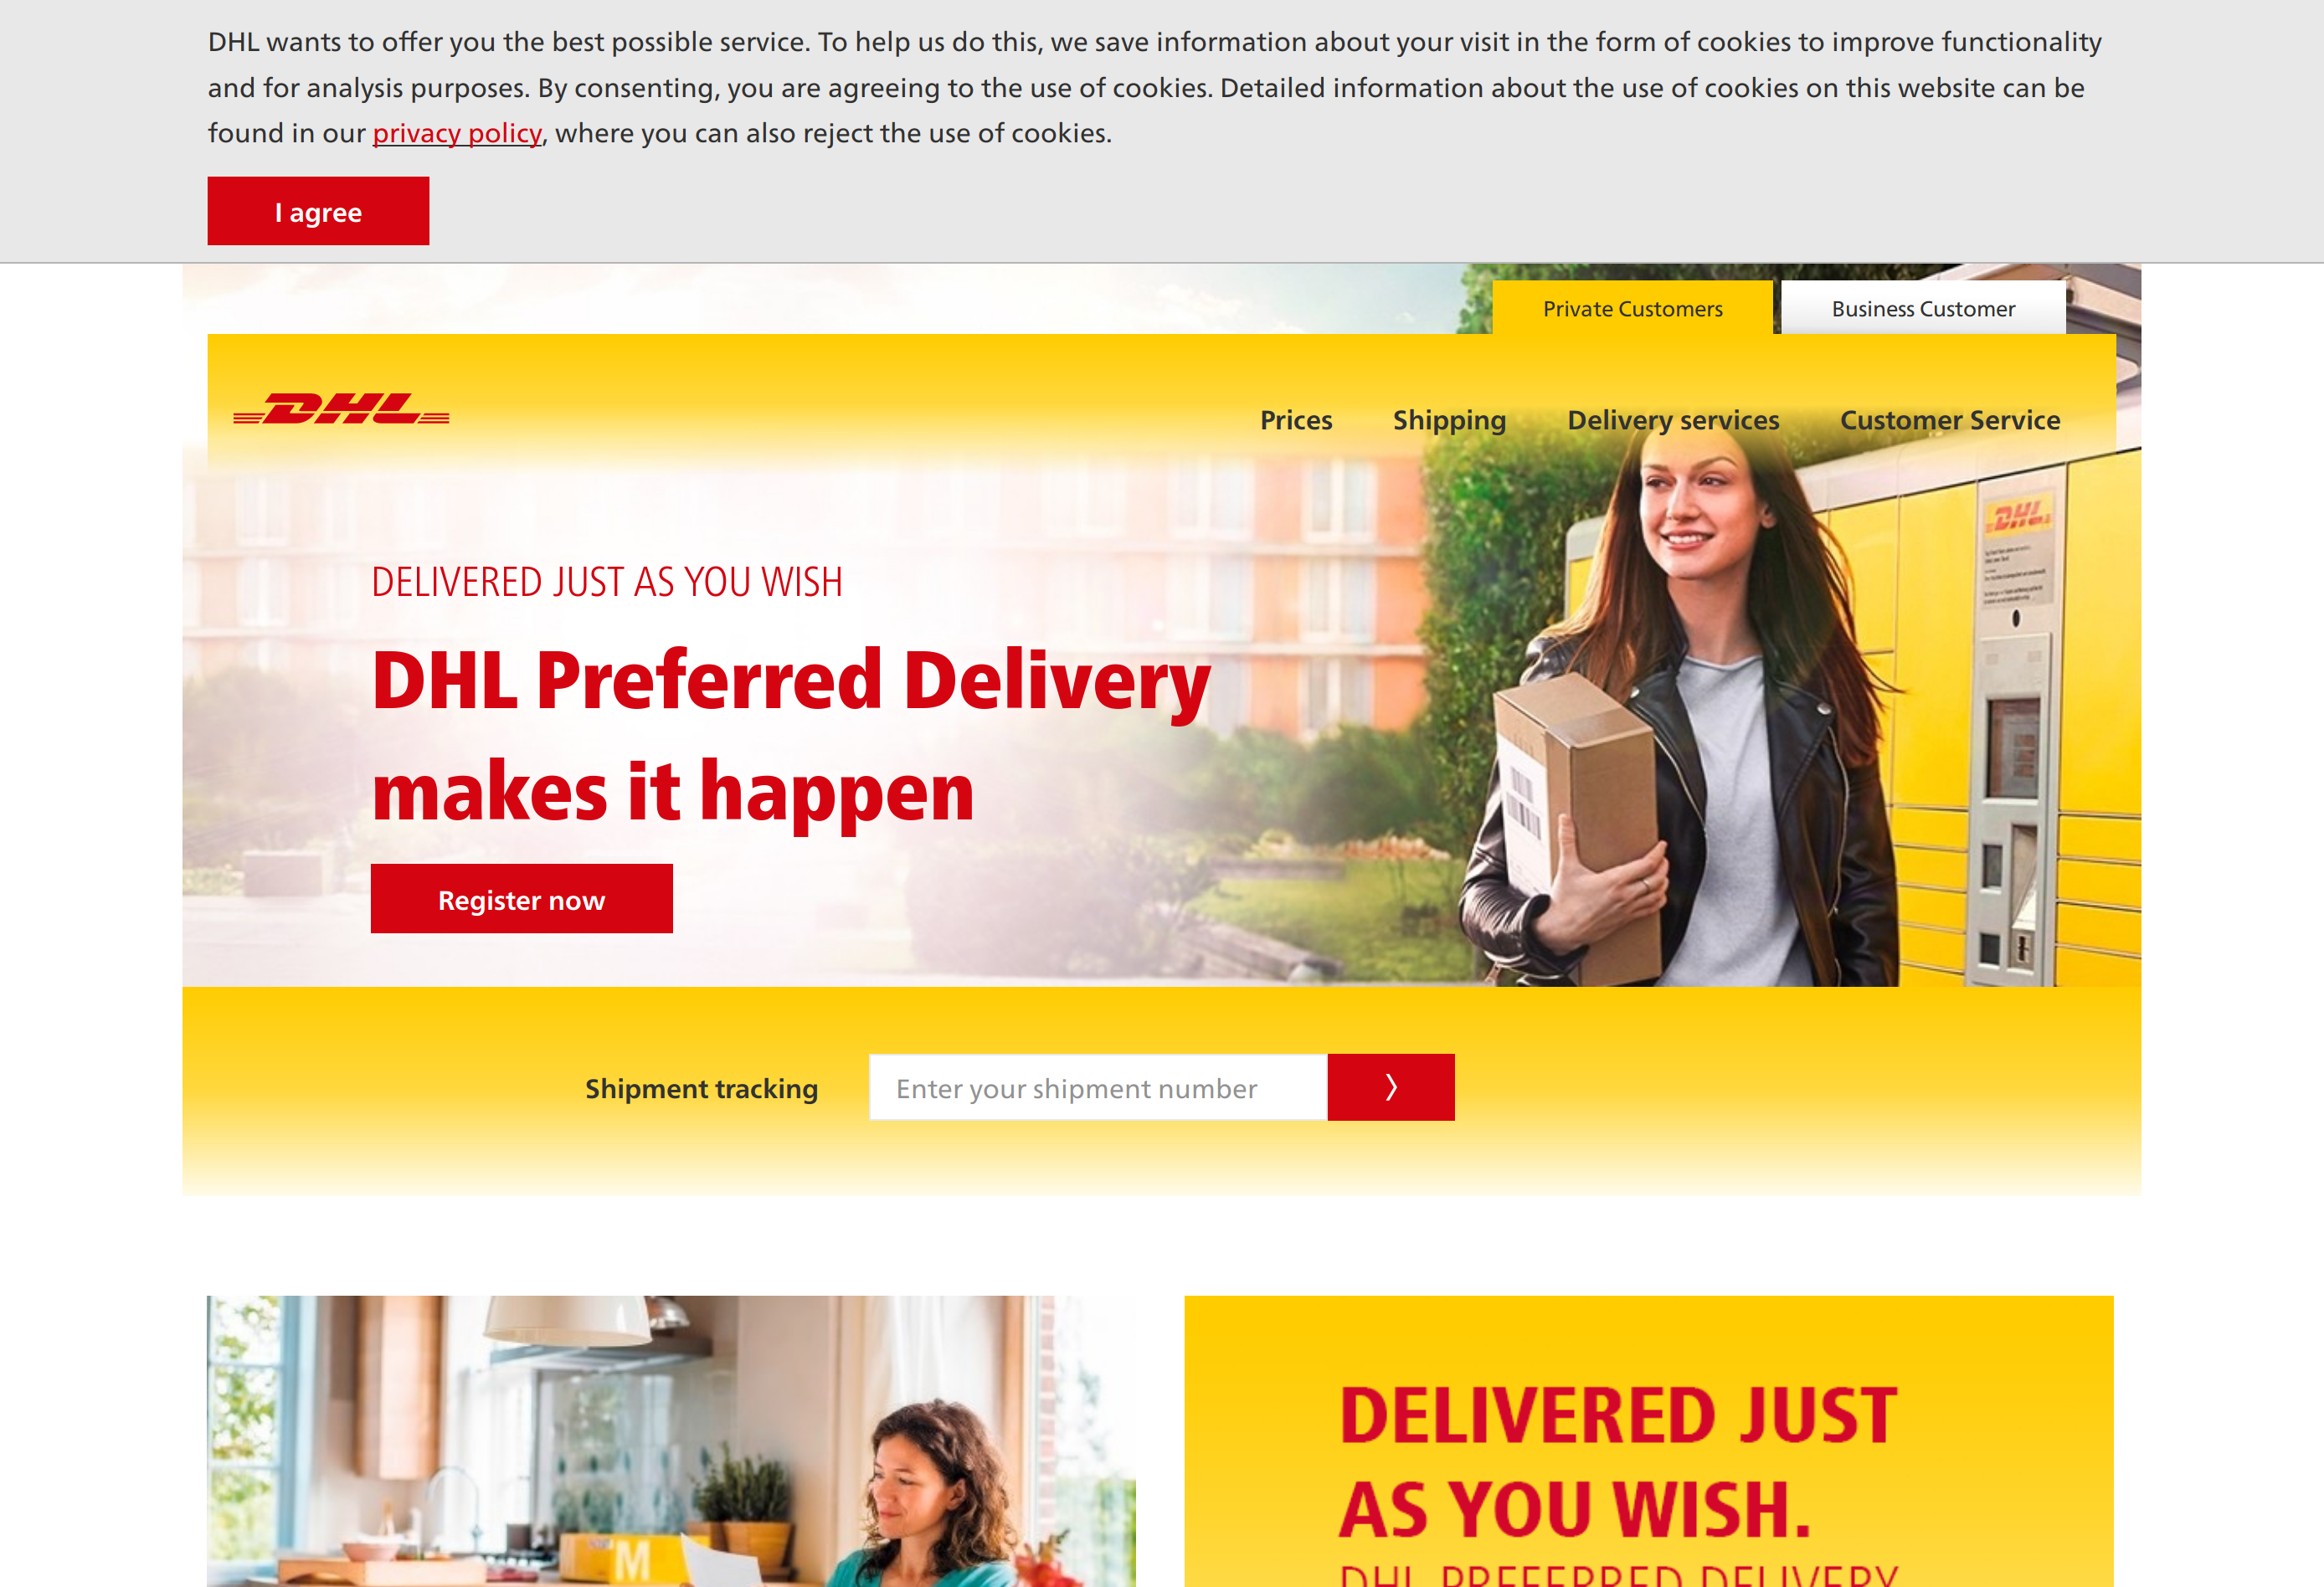 DHL wants to offer you the best possible service. To help us do this, we save information about your visit in the form of cookies to improve functionality
and for analysis purposes. By consenting, you are agreeing to the use of cookies. Detailed information about the use of cookies on this website can be
found in our privacy policy, where you can also reject the use of cookies.
I agree
Private Customers
Business Customer
DHL
Prices
Shipping
Delivery services
Customer Service
DHL
DELIVERED JUST AS YOU WISH
DHL Preferred Delivery
makes it happen
Register now
Shipment tracking
Enter your shipment number
M
DELIVERED JUST
AS YOU WISH.
DHL PREFERRED DELIVERY